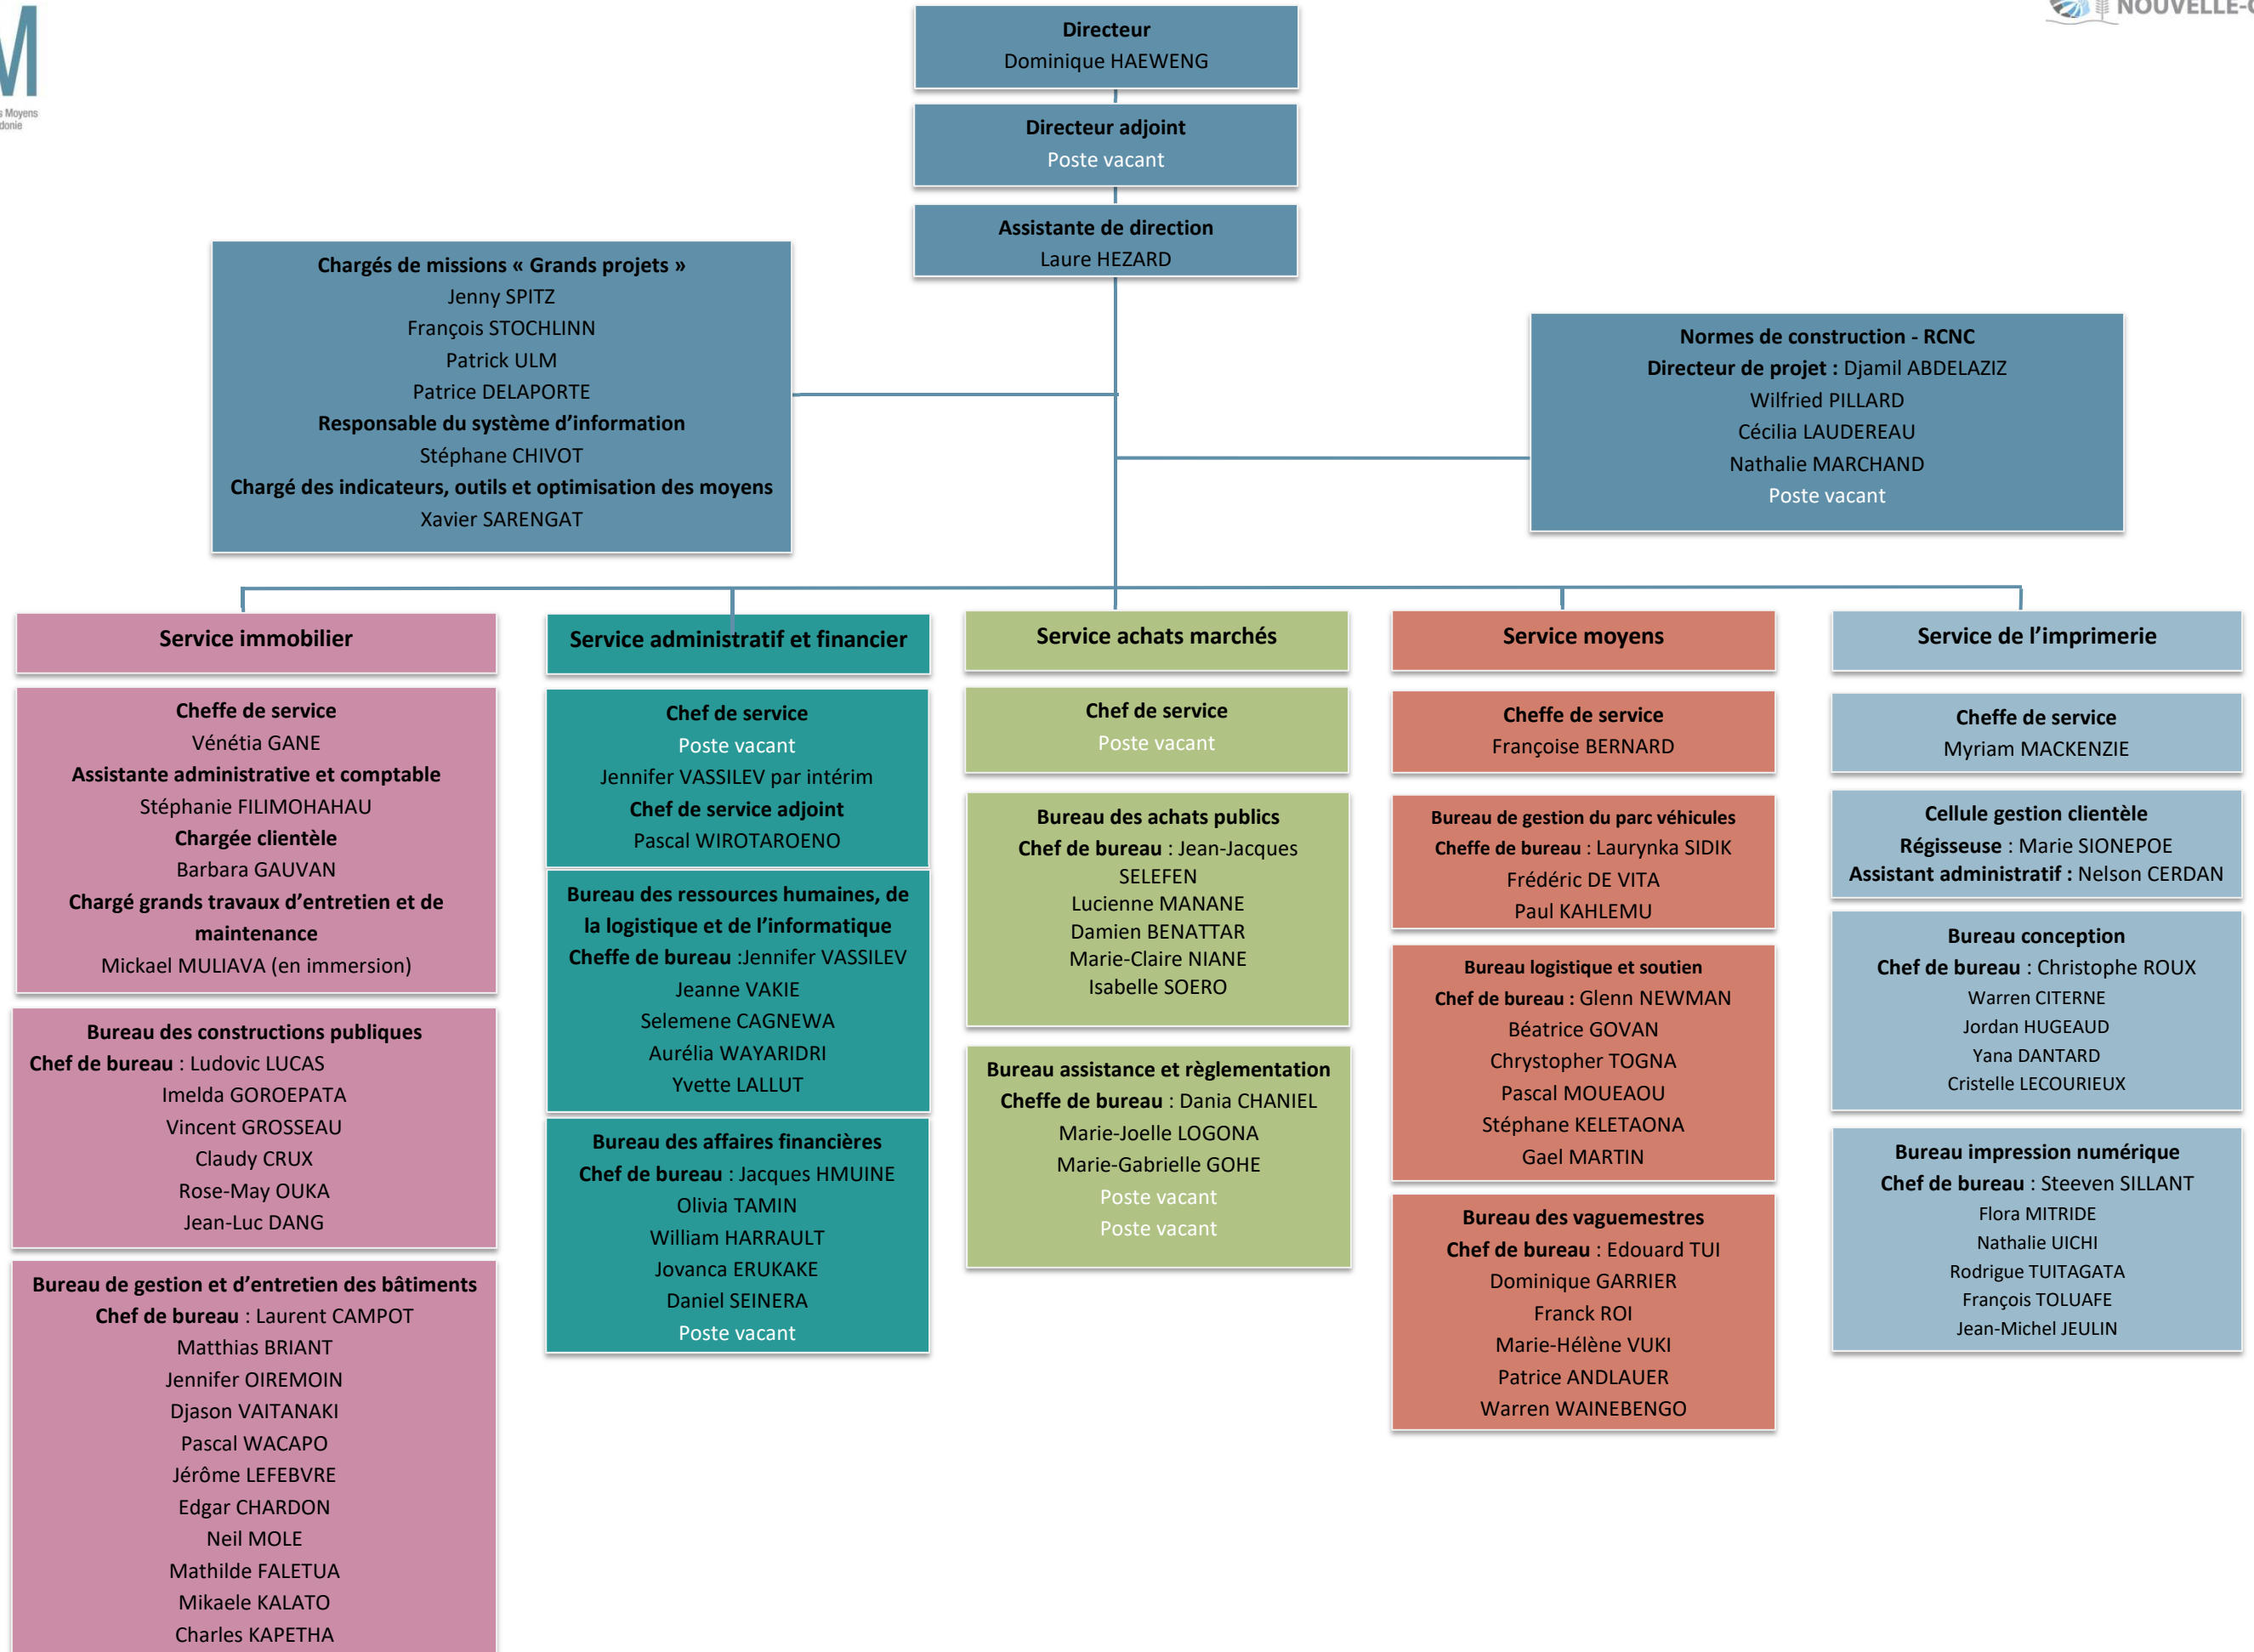 M
s Moyens
donie
NOUVELLE-C
Directeur
Dominique HAEWENG
Directeur adjoint
Poste vacant
Assistante de direction
Laure HEZARD
Chargés de missions « Grands projets »
Jenny SPITZ
François STOCHLINN
Patrick ULM
Patrice DELAPORTE
Responsable du système d’information
Stéphane CHIVOT
Chargé des indicateurs, outils et optimisation des moyens
Xavier SARENGAT
Normes de construction - RCNC
Directeur de projet : Djamil ABDELAZIZ
Wilfried PILLARD
Cécilia LAUDEREAU
Nathalie MARCHAND
Poste vacant
Service immobilier
Cheffe de service
Vénétia GANE
Assistante administrative et comptable
Stéphanie FILIMOHAHAU
Chargée clientèle
Barbara GAUVAN
Chargé grands travaux d’entretien et de
maintenance
Mickael MULIAVA (en immersion)
Bureau des constructions publiques
Chef de bureau : Ludovic LUCAS
Imelda GOROEPATA
Vincent GROSSEAU
Claudy CRUX
Rose-May OUKA
Jean-Luc DANG
Bureau de gestion et d’entretien des bâtiments
Chef de bureau : Laurent CAMPOT
Matthias BRIANT
Jennifer OIREMOIN
Djason VAITANAKI
Pascal WACAPO
Jérôme LEFEBVRE
Edgar CHARDON
Neil MOLE
Mathilde FALETUA
Mikaele KALATO
Charles KAPETHA
Service administratif et financier
Chef de service
Poste vacant
Jennifer VASSILEV par intérim
Chef de service adjoint
Pascal WIROTAROENO
Bureau des ressources humaines, de
la logistique et de l’informatique
Cheffe de bureau :Jennifer VASSILEV
Jeanne VAKIE
Selemene CAGNEWA
Aurélia WAYARIDRI
Yvette LALLUT
Bureau des affaires financières
Chef de bureau : Jacques HMUINE
Olivia TAMIN
William HARRAULT
Jovanca ERUKAKE
Daniel SEINERA
Poste vacant
Service achats marchés
Chef de service
Poste vacant
Bureau des achats publics
Chef de bureau : Jean-Jacques
SELEFEN
Lucienne MANANE
Damien BENATTAR
Marie-Claire NIANE
Isabelle SOERO
Bureau assistance et règlementation
Cheffe de bureau : Dania CHANIEL
Marie-Joelle LOGONA
Marie-Gabrielle GOHE
Poste vacant
Poste vacant
Service moyens
Cheffe de service
Françoise BERNARD
Bureau de gestion du parc véhicules
Cheffe de bureau : Laurynka SIDIK
Frédéric DE VITA
Paul KAHLEMU
Bureau logistique et soutien
Chef de bureau : Glenn NEWMAN
Béatrice GOVAN
Chrystopher TOGNA
Pascal MOUEAOU
Stéphane KELETAONA
Gael MARTIN
Bureau des vaguemestres
Chef de bureau : Edouard TUI
Dominique GARRIER
Franck ROI
Marie-Hélène VUKI
Patrice ANDLAUER
Warren WAINEBENGO
Service de l’imprimerie
Cheffe de service
Myriam MACKENZIE
Cellule gestion clientèle
Régisseuse : Marie SIONEPOE
Assistant administratif : Nelson CERDAN
Bureau conception
Chef de bureau : Christophe ROUX
Warren CITERNE
Jordan HUGEAUD
Yana DANTARD
Cristelle LECOURIEUX
Bureau impression numérique
Chef de bureau : Steeven SILLANT
Flora MITRIDE
Nathalie UICHI
Rodrigue TUITAGATA
François TOLUAFE
Jean-Michel JEULIN